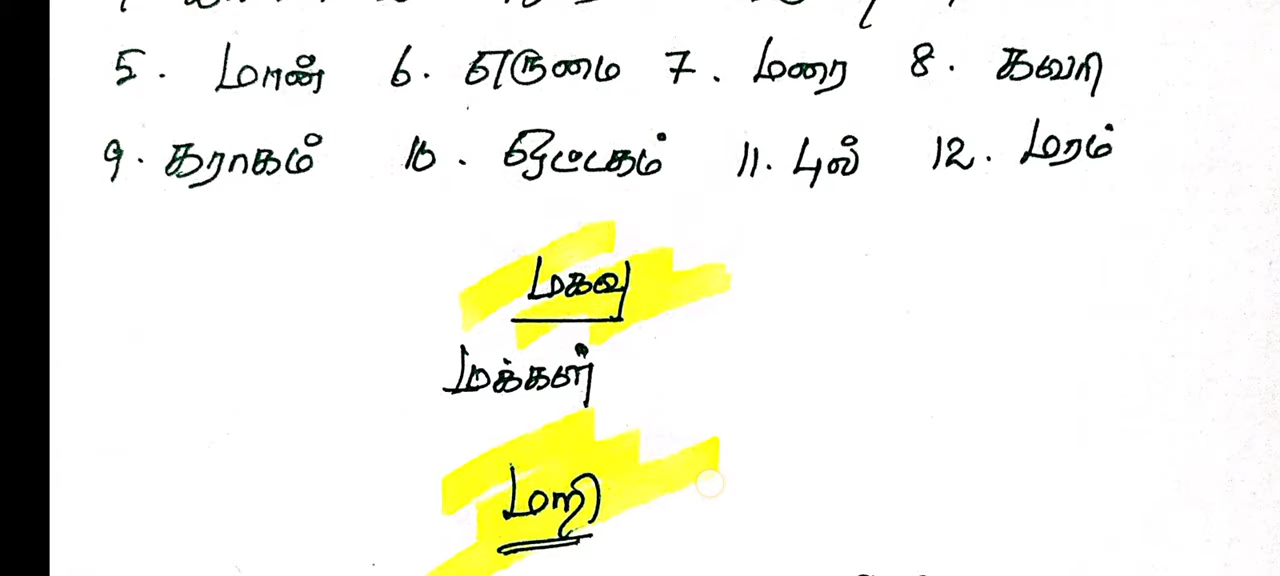 5. மான் 6. எருமை 7. மரை 8. கவரி
9. கராகம் 10. ஒட்டகம் 11. புல் 12. மரம்
மகவு
மக்கள்
மறி